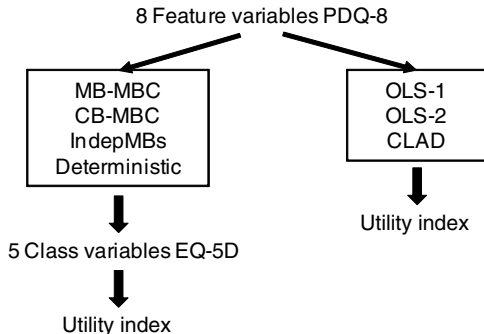 8 Feature variables PDQ-8
MB-MBC
CB-MBC
IndepMBs
Deterministic
OLS-1
OLS-2
CLAD
Utility index
5 Class variables EQ-5D
Utility index